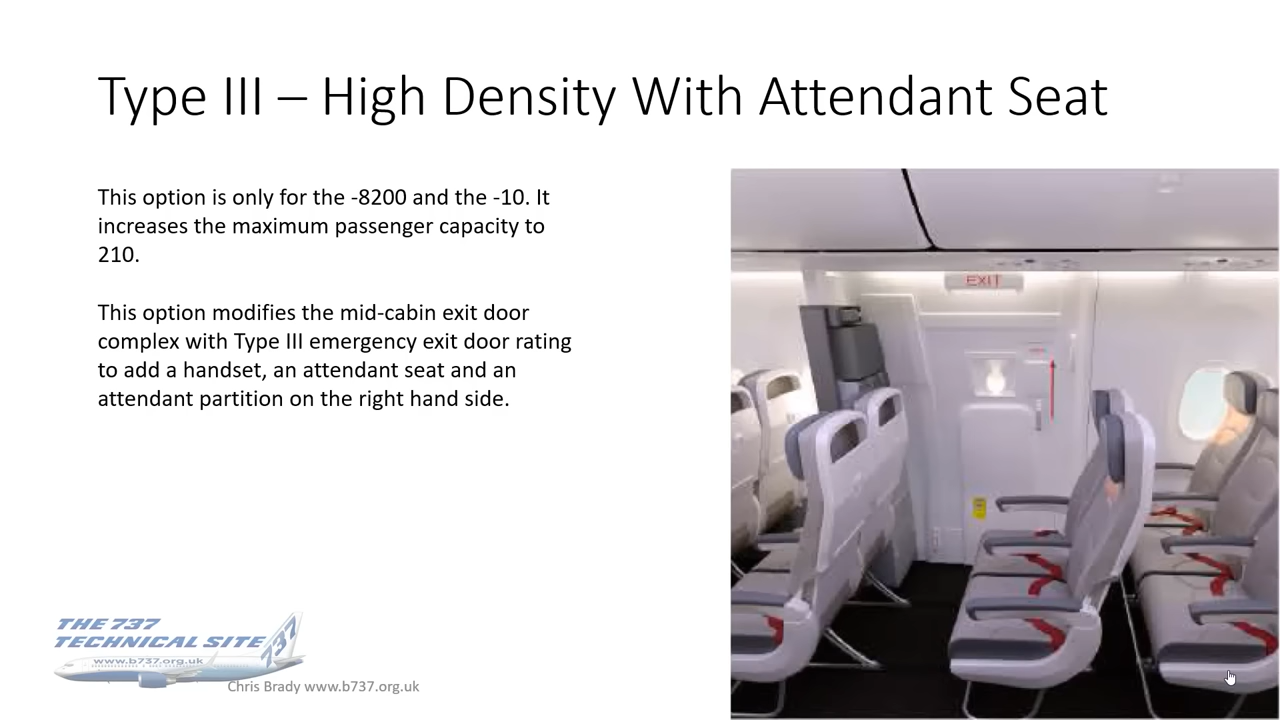 Type III – High Density With Attendant Seat
This option is only for the -8200 and the -10. It
increases the maximum passenger capacity to
210.
This option modifies the mid-cabin exit door
complex with Type III emergency exit door rating
to add a handset, an attendant seat and an
attendant partition on the right hand side.
EXIT
THE 737
TECHNICAL SITE
737
www.b737.org.uk
Chris Brady www.b737.org.uk